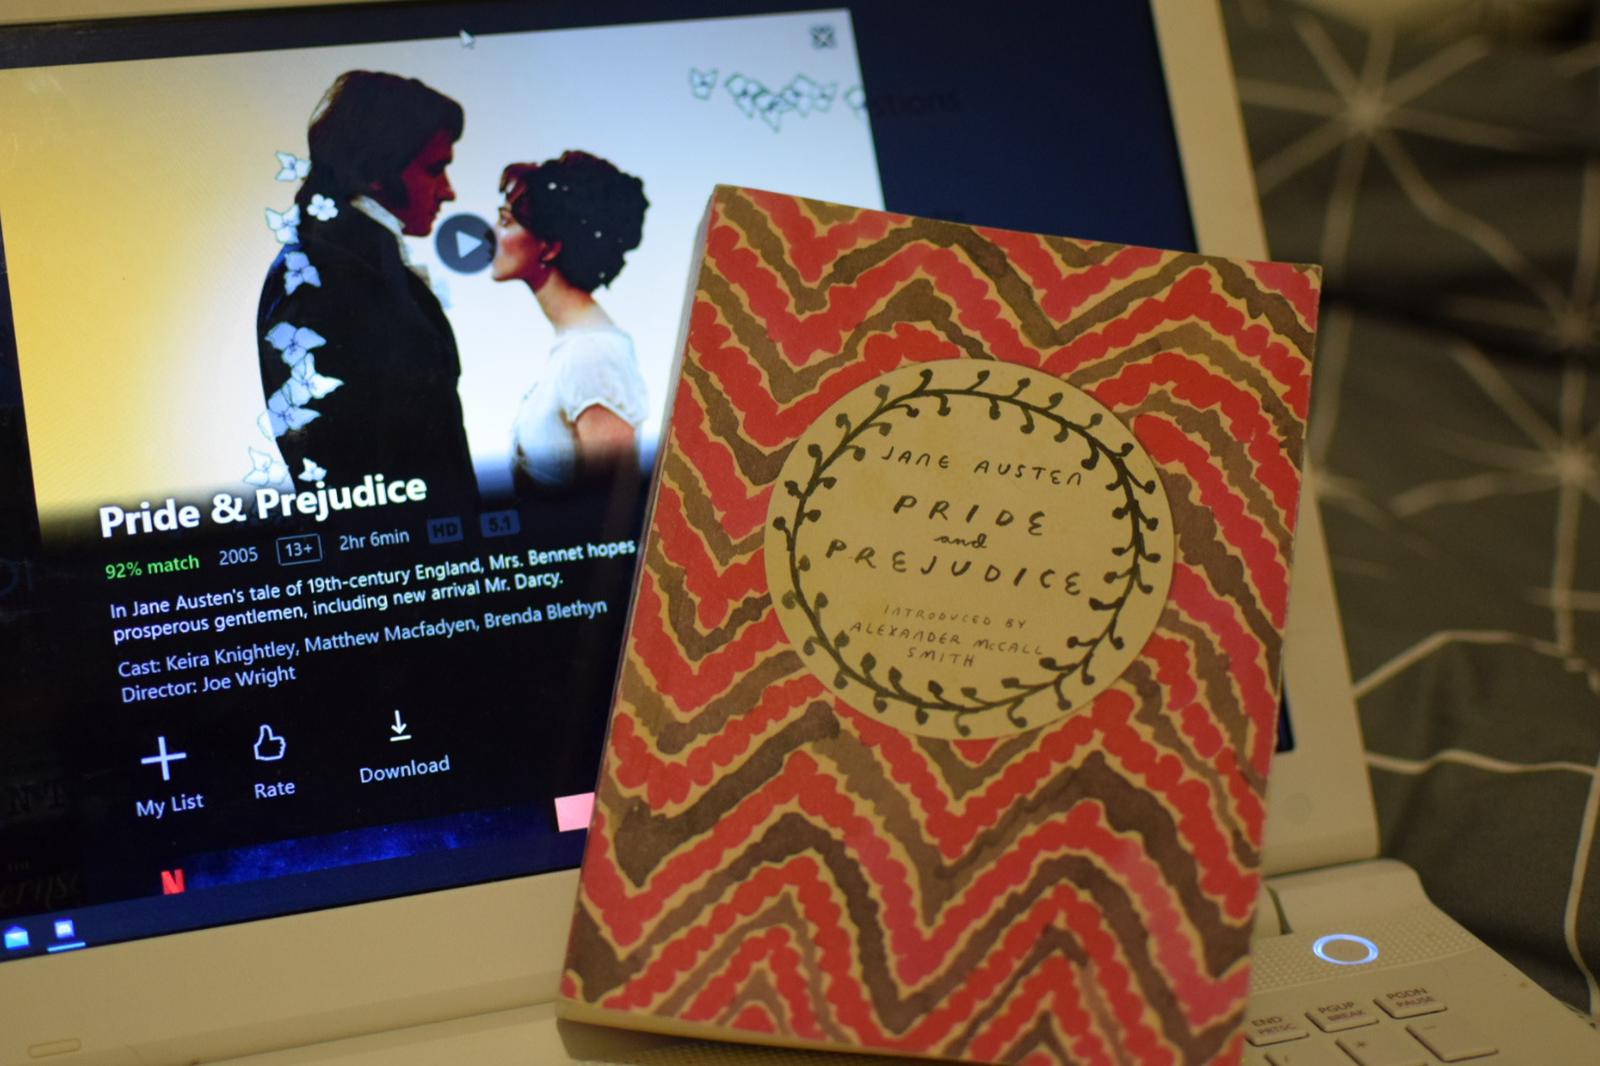 Pride & Prejudice
92% match 2005 13+ 2hr 6min HD 5.1
In Jane Austen's tale of 19th-century England, Mrs. Bennet hopes
prosperous gentlemen, including new arrival Mr. Darcy.
Cast: Keira Knightley, Matthew Macfadyen, Brenda Blethyn
Director: Joe Wright
My List
Rate
Download
N
JANE AUSTEN
PRIDE
and
PREJUDICE
INTRODUCED BY
ALEXANDER McCALL
SMITH
END
PRTSC
PGUP
BREAK
PGDN
PAUSE